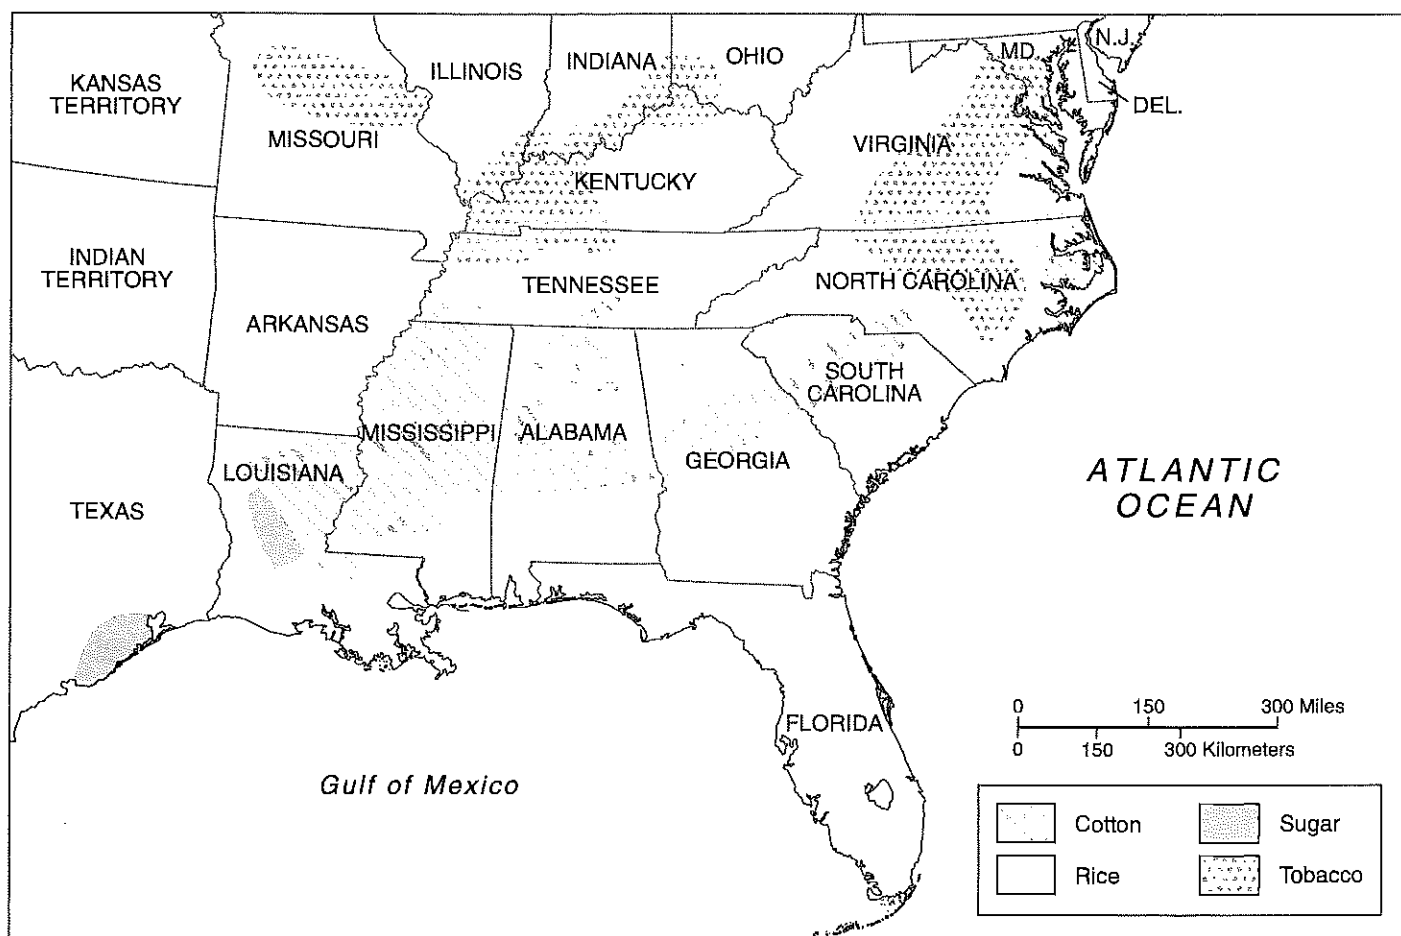 KANSAS
TERRITORY
ILLINOIS
INDIANA
OHIO
MD.
N.J.
DEL.
MISSOURI
VIRGINIA
KENTUCKY
INDIAN
TERRITORY
TENNESSEE
NORTH CAROLINA
ARKANSAS
SOUTH
CAROLINA
MISSISSIPPI
ALABAMA
GEORGIA
LOUISIANA
TEXAS
ATLANTIC
OCEAN
FLORIDA
Gulf of Mexico
0 150 300 Miles
0 150 300 Kilometers
Cotton
Sugar
Rice
Tobacco